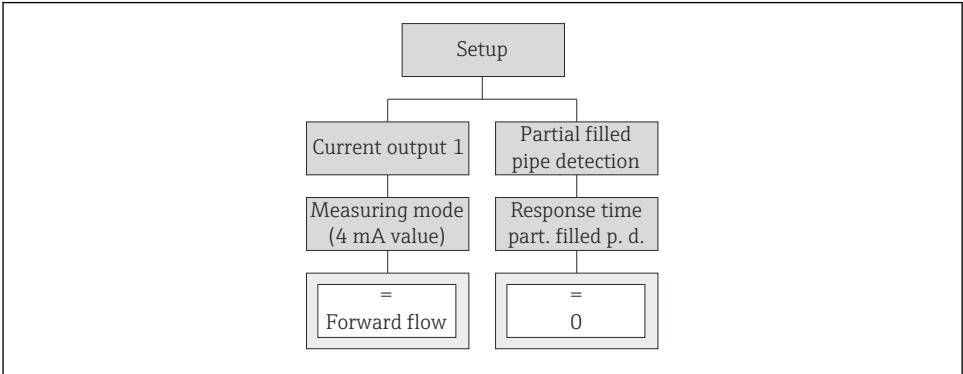 Setup
Current output 1
Partial filled
pipe detection
Measuring mode
(4 mA value)
Response time
part. filled p. d.
=
Forward flow
=
0